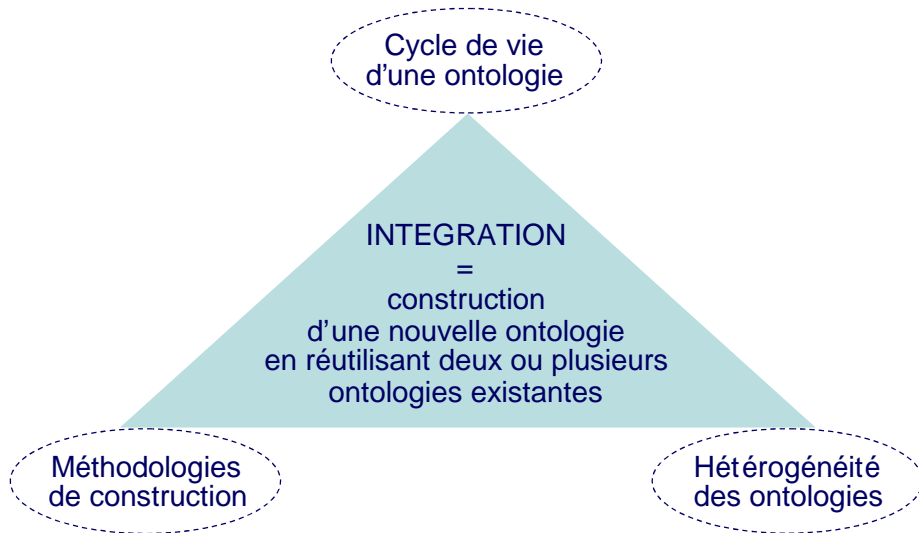 Cycle de vie
d'une ontologie
INTEGRATION
=
construction
d'une nouvelle ontologie
en réutilisant deux ou plusieurs
ontologies existantes
Méthodologies
de construction
Hétérogénéité
des ontologies